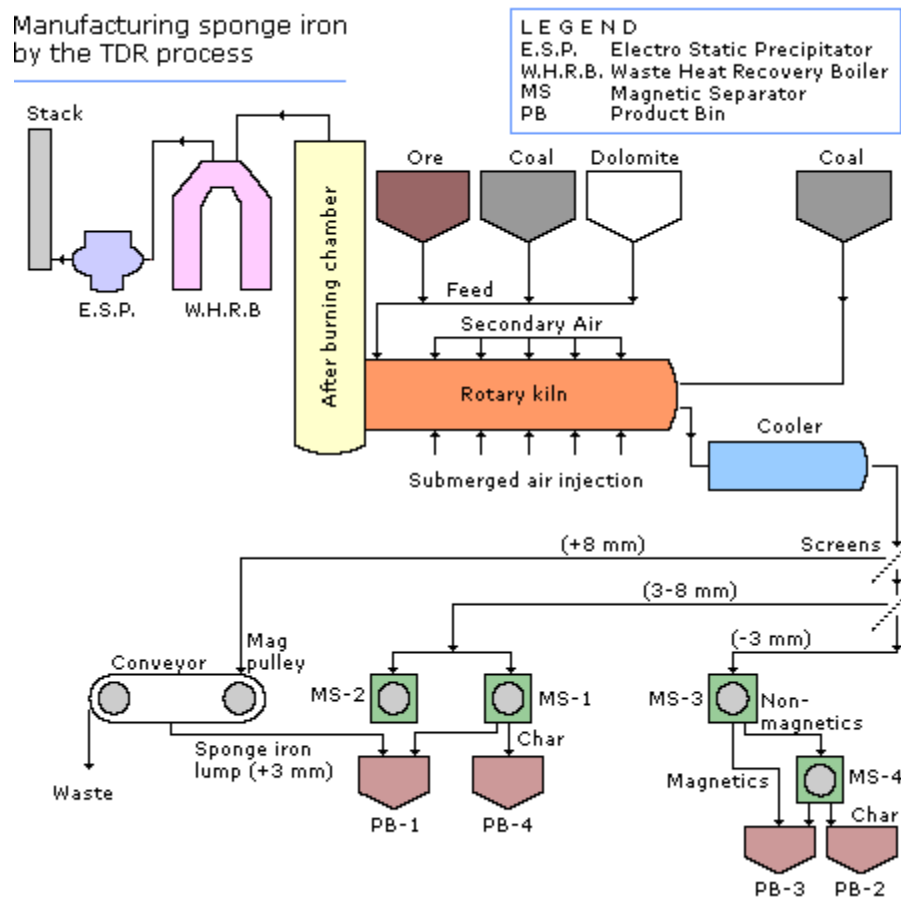 Manufacturing sponge iron
by the TDR process
L E G E N D
E.S.P. Electro Static Precipitator
W.H.R.B. Waste Heat Recovery Boiler
MS Magnetic Separator
PB Product Bin
Stack
E.S.P.
W.H.R.B
After burning chamber
Ore
Coal
Dolomite
Coal
Feed
Secondary Air
Rotary kiln
Submerged air injection
Cooler
Screens
(+8 mm)
(3-8 mm)
(-3 mm)
Conveyor
Mag
pulley
Waste
Sponge iron
lump (+3 mm)
MS-2
MS-1
Char
PB-1
PB-4
MS-3
Non-
magnetics
Magnetics
MS-4
Char
PB-3
PB-2